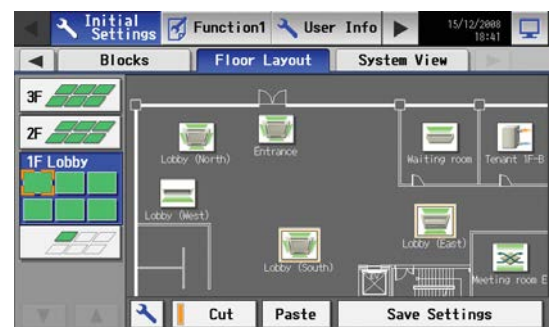 Initial Settings
Function1
User Info
15/12/2008
18:41
Blocks
Floor Layout
System View
3F
2F
1F Lobby
Lobby (North)
Entrance
Waiting room
Tenant 1F-B
Lobby (West)
Lobby (East)
Lobby (South)
Meeting room E
Cut
Paste
Save Settings